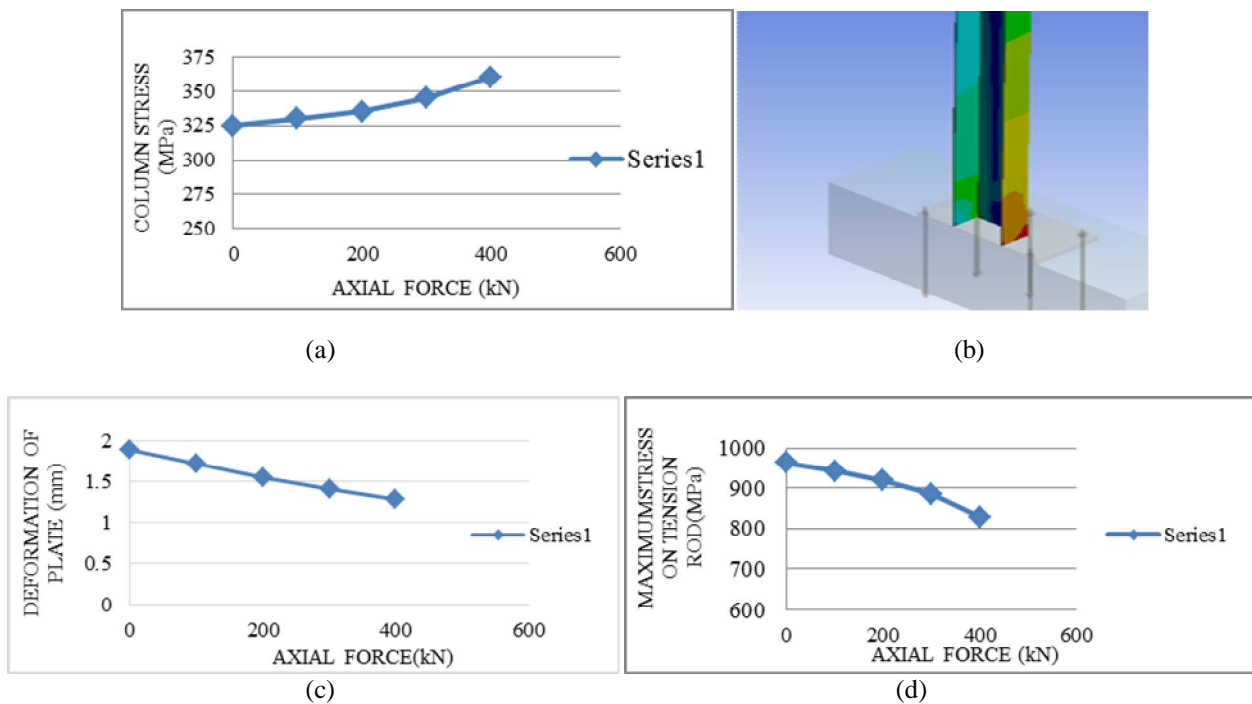 COLUMN STRESS
(MPa)
375
350
325
300
275
250
0
200
400
600
AXIAL FORCE (kN)
Series1
(a)
(b)
DEFORMATION OF
PLATE (mm)
2
1.5
1
0.5
0
0
200
400
600
AXIAL FORCE(kN)
Series1
(c)
MAXIMUMSTRESS
ON TENSION
ROD(MPa)
1000
900
800
700
600
0
200
400
600
AXIAL FORCE (kN)
Series1
(d)